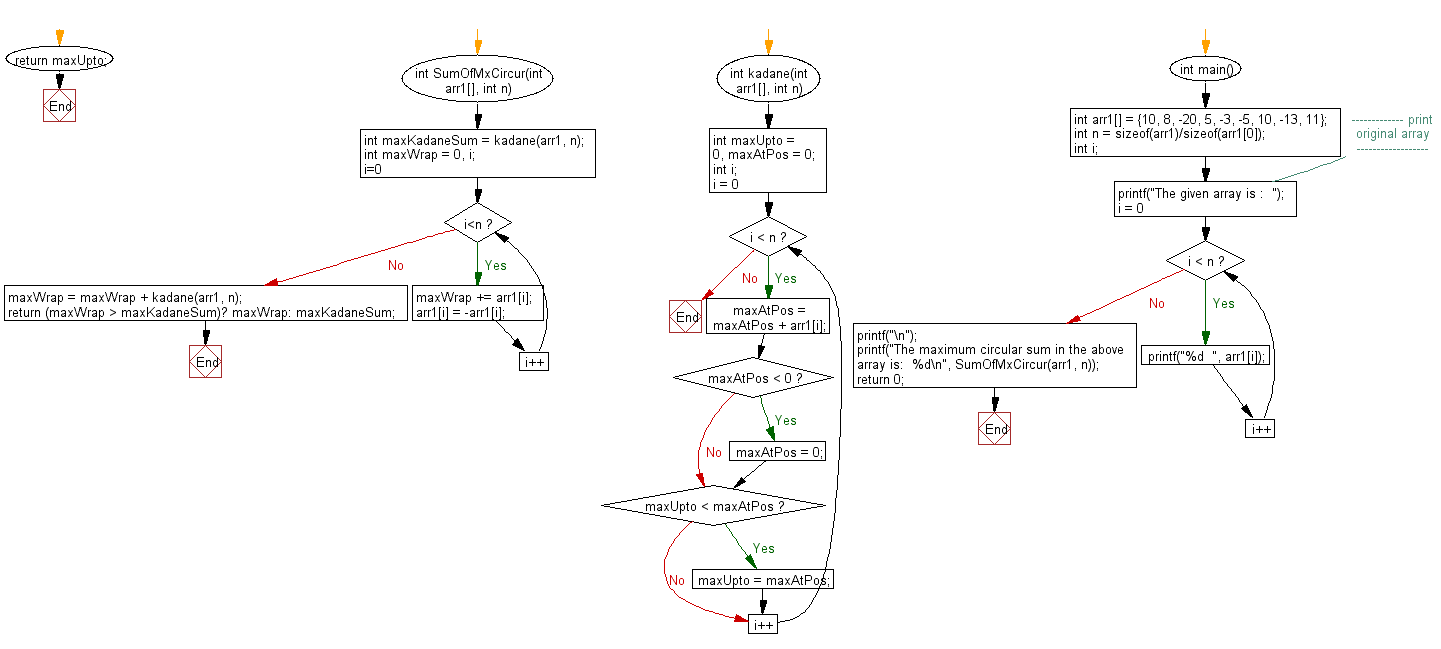 return maxUpto;
End
int SumOfMxCircur(int
arr1[], int n)
int maxKadaneSum = kadane(arr1, n);
int maxWrap = 0, i;
i=0
i<n ?
No
Yes
maxWrap = maxWrap + kadane(arr1, n);
return (maxWrap > maxKadaneSum)? maxWrap: maxKadaneSum;
End
maxWrap += arr1[i];
arr1[i] = -arr1[i];
i++
int kadane(int
arr1[], int n)
int maxUpto =
0, maxAtPos = 0;
int i;
i = 0
i < n ?
No
Yes
End
maxAtPos =
maxAtPos + arr1[i];
maxAtPos < 0 ?
Yes
No
maxAtPos = 0;
maxUpto < maxAtPos ?
Yes
No
maxUpto = maxAtPos;
i++
int main()
int arr1[] = {10, 8, -20, 5, -3, -5, 10, -13, 11};
int n = sizeof(arr1)/sizeof(arr1[0]);
int i;
------------- print
original array
------------------
printf("The given array is :  ");
i = 0
i < n ?
No
Yes
printf("\n");
printf("The maximum circular sum in the above
array is:  %d\n", SumOfMxCircur(arr1, n));
return 0;
End
printf("%d  ", arr1[i]);
i++